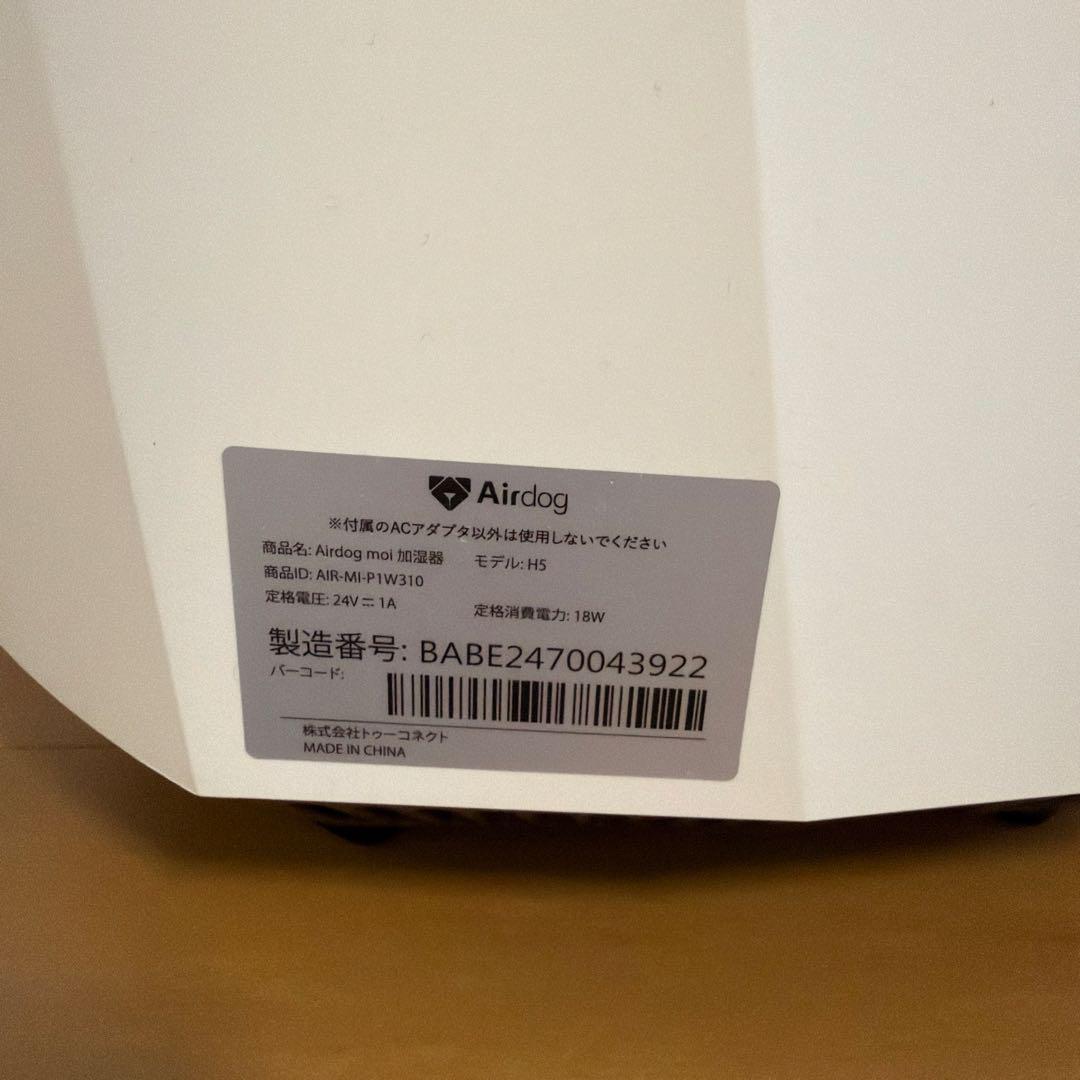 Airdog
※付属のACアダプタ以外は使用しないでください
商品名: Airdog moi 加湿器 モデル: H5
商品ID: AIR-MI-P1W310
定格電圧: 24V⎓1A 定格消費電力: 18W
製造番号: BABE2470043922
バーコード:
株式会社トゥーコネクト
MADE IN CHINA